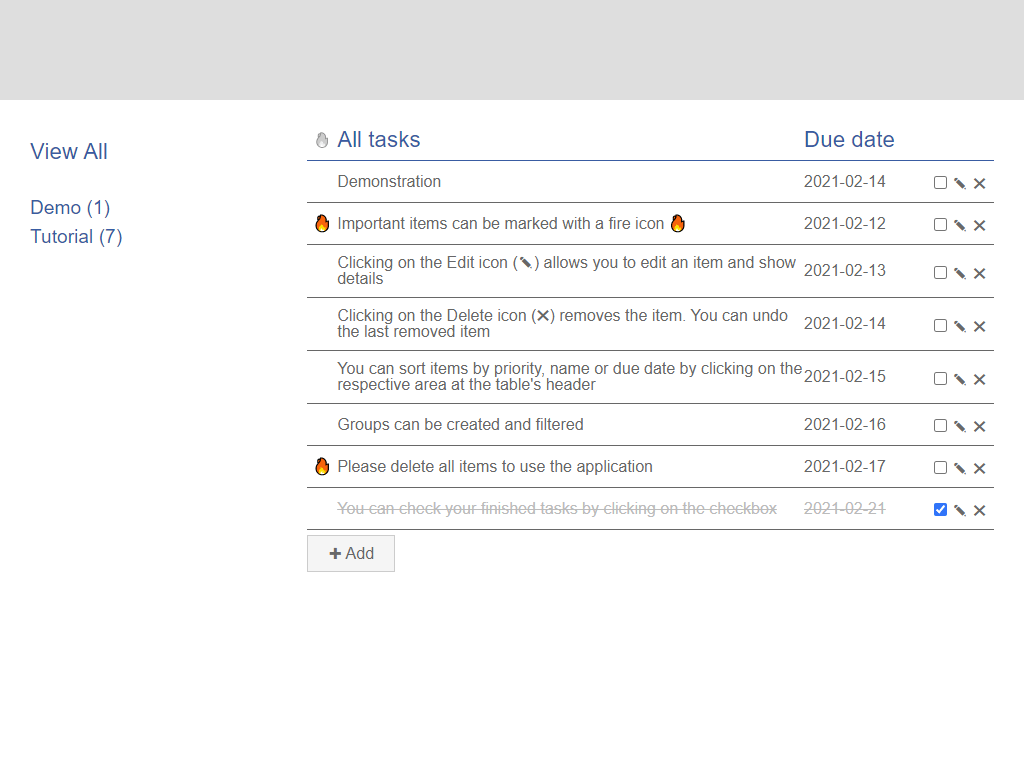 View All
Demo (1)
Tutorial (7)
All tasks Due date
Demonstration 2021-02-14
Important items can be marked with a fire icon 2021-02-12
Clicking on the Edit icon (✎) allows you to edit an item and show
details 2021-02-13
Clicking on the Delete icon (✕) removes the item. You can undo
the last removed item 2021-02-14
You can sort items by priority, name or due date by clicking on the
respective area at the table's header 2021-02-15
Groups can be created and filtered 2021-02-16
Please delete all items to use the application 2021-02-17
You can check your finished tasks by clicking on the checkbox 2021-02-21
+ Add